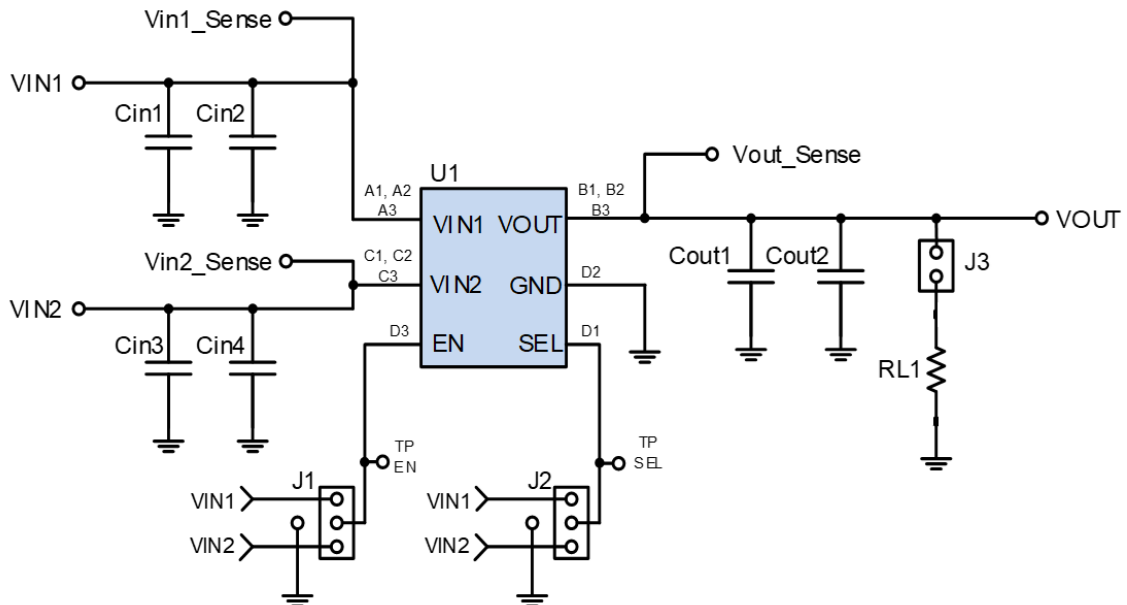 Vin1_Sense
VIN1
Cin1
Cin2
Vout_Sense
U1
A1, A2
A3
B1, B2
B3
VIN1
VOUT
VOUT
Vin2_Sense
C1, C2
C3
VIN2
GND
D2
Cout1
Cout2
J3
VIN2
Cin3
Cin4
D3
EN
SEL
D1
RL1
TP
EN
TP
SEL
J1
VIN1
VIN2
J2
VIN1
VIN2